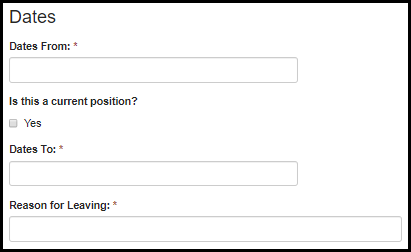 Dates
Dates From: *
Is this a current position?
Yes
Dates To: *
Reason for Leaving: *